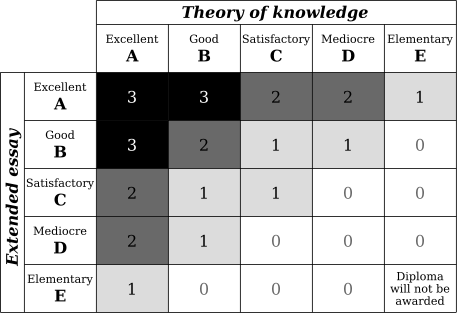 Theory of knowledge
Excellent Good Satisfactory Mediocre Elementary
A B C D E
Extended essay
Excellent
A 3 3 2 2 1
Good
B 3 2 1 1 0
Satisfactory
C 2 1 1 0 0
Mediocre
D 2 1 0 0 0
Elementary
E 1 0 0 0 Diploma
will not be
awarded